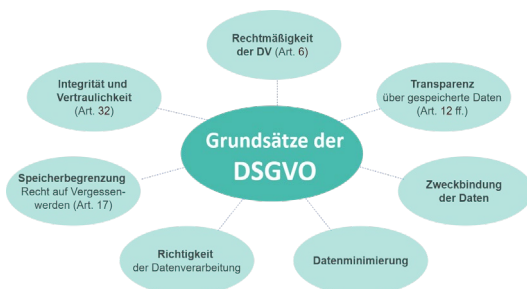 Rechtmäßigkeit
der DV (Art. 6)
Integrität und
Vertraulichkeit
(Art. 32)
Transparenz
über gespeicherte Daten
(Art. 12 ff.)
Grundsätze der
DSGVO
Speicherbegrenzung
Recht auf Vergessen-
werden (Art. 17)
Zweckbindung
der Daten
Richtigkeit
der Datenverarbeitung
Datenminimierung